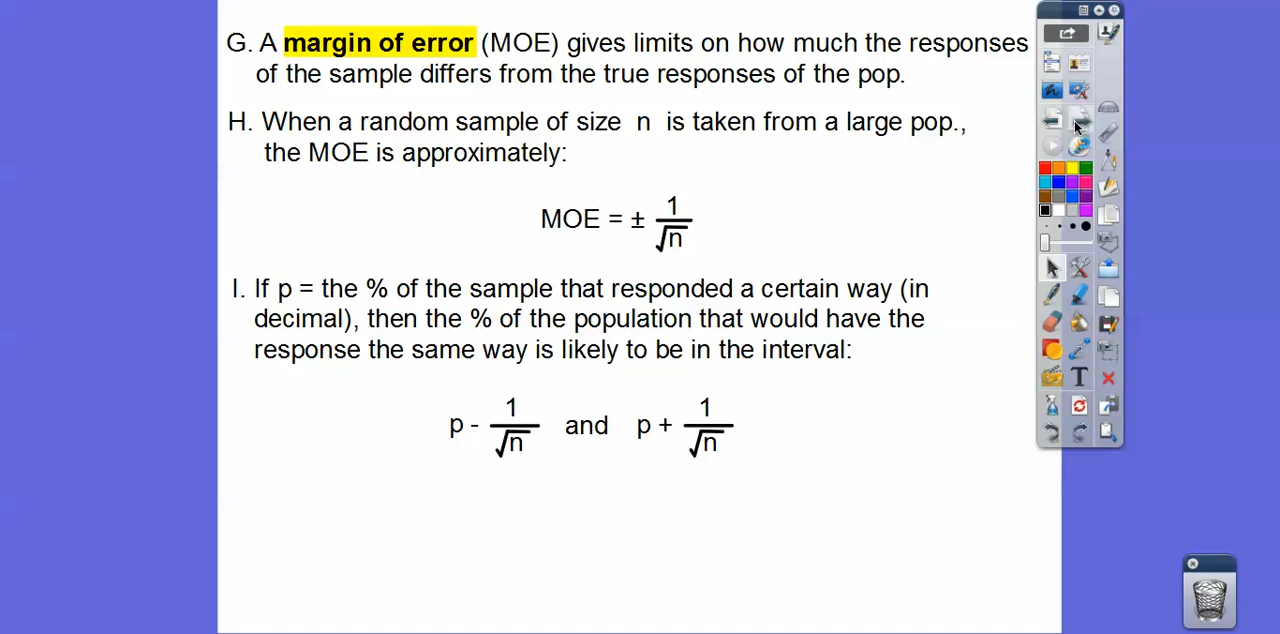 G. A margin of error (MOE) gives limits on how much the responses
of the sample differs from the true responses of the pop.
H. When a random sample of size n is taken from a large pop.,
the MOE is approximately:
MOE = ± 1/√n
I. If p = the % of the sample that responded a certain way (in
decimal), then the % of the population that would have the
response the same way is likely to be in the interval:
p - 1/√n and p + 1/√n
T